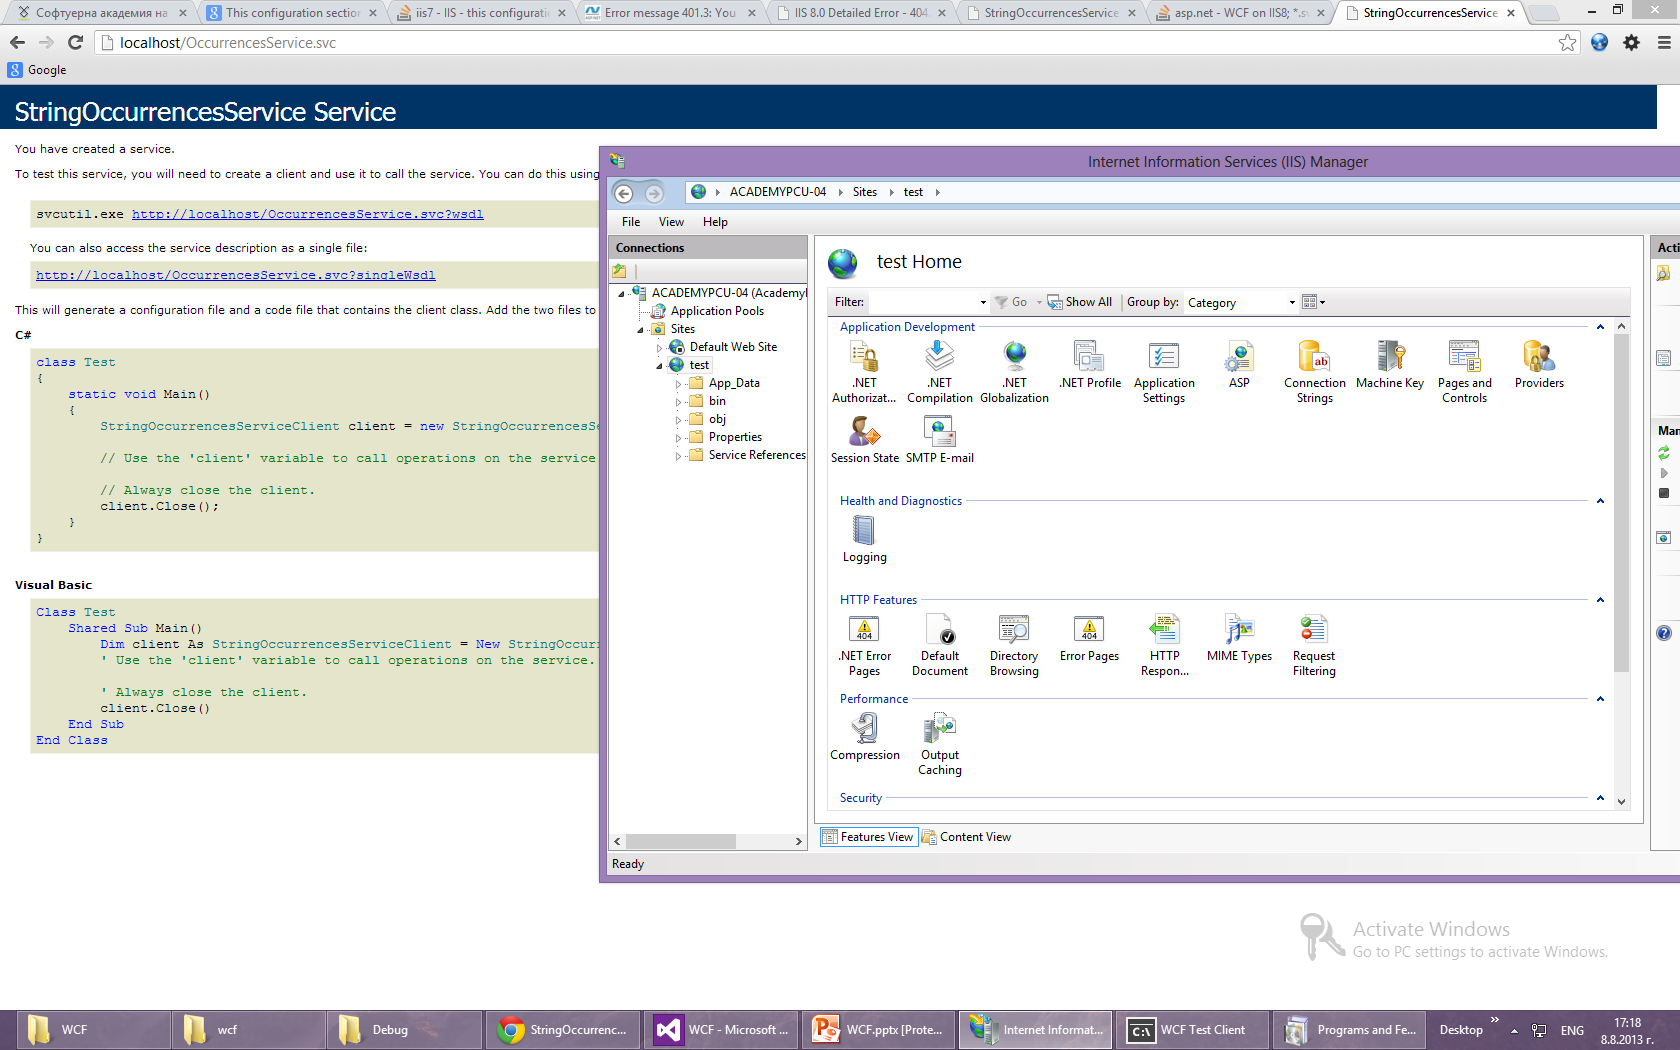 Софтуерна академия на
This configuration section
iis7 - IIS - this configurati
Error message 401.3: You
IIS 8.0 Detailed Error - 404.
StringOccurrencesService
asp.net - WCF on IIS8; *.s
StringOccurrencesService
localhost/OccurrencesService.svc
Google
StringOccurrencesService Service
You have created a service.
To test this service, you will need to create a client and use it to call the service. You can do this using
svcutil.exe http://localhost/OccurrencesService.svc?wsdl
You can also access the service description as a single file:
http://localhost/OccurrencesService.svc?singleWsdl
This will generate a configuration file and a code file that contains the client class. Add the two files to
C#
class Test
{
static void Main()
{
StringOccurrencesServiceClient client = new StringOccurrencesSe
// Use the 'client' variable to call operations on the service
// Always close the client.
client.Close();
}
}
Visual Basic
Class Test
Shared Sub Main()
Dim client As StringOccurrencesServiceClient = New StringOccurr
' Use the 'client' variable to call operations on the service.
' Always close the client.
client.Close()
End Sub
End Class
Internet Information Services (IIS) Manager
ACADEMYPCU-04 Sites test
File View Help
Connections
ACADEMYPCU-04 (Academyl
Application Pools
Sites
Default Web Site
test
App_Data
bin
obj
Properties
Service References
test Home
Filter: Go Show All Group by: Category
Application Development
.NET Authorizat...
.NET Compilation
.NET Globalization
.NET Profile
Application Settings
ASP
Connection Strings
Machine Key
Pages and Controls
Providers
Session State
SMTP E-mail
Health and Diagnostics
Logging
HTTP Features
.NET Error Pages
Default Document
Directory Browsing
Error Pages
HTTP Respon...
MIME Types
Request Filtering
Performance
Compression
Output Caching
Security
Features View Content View
Ready
Acti
Man
Activate Windows
Go to PC settings to activate Windows.
WCF
wcf
Debug
StringOccurrenc...
WCF - Microsoft ...
WCF.pptx [Prote...
Internet Informat...
WCF Test Client
Programs and Fe...
Desktop
ENG
17:18
8.8.2013 г.